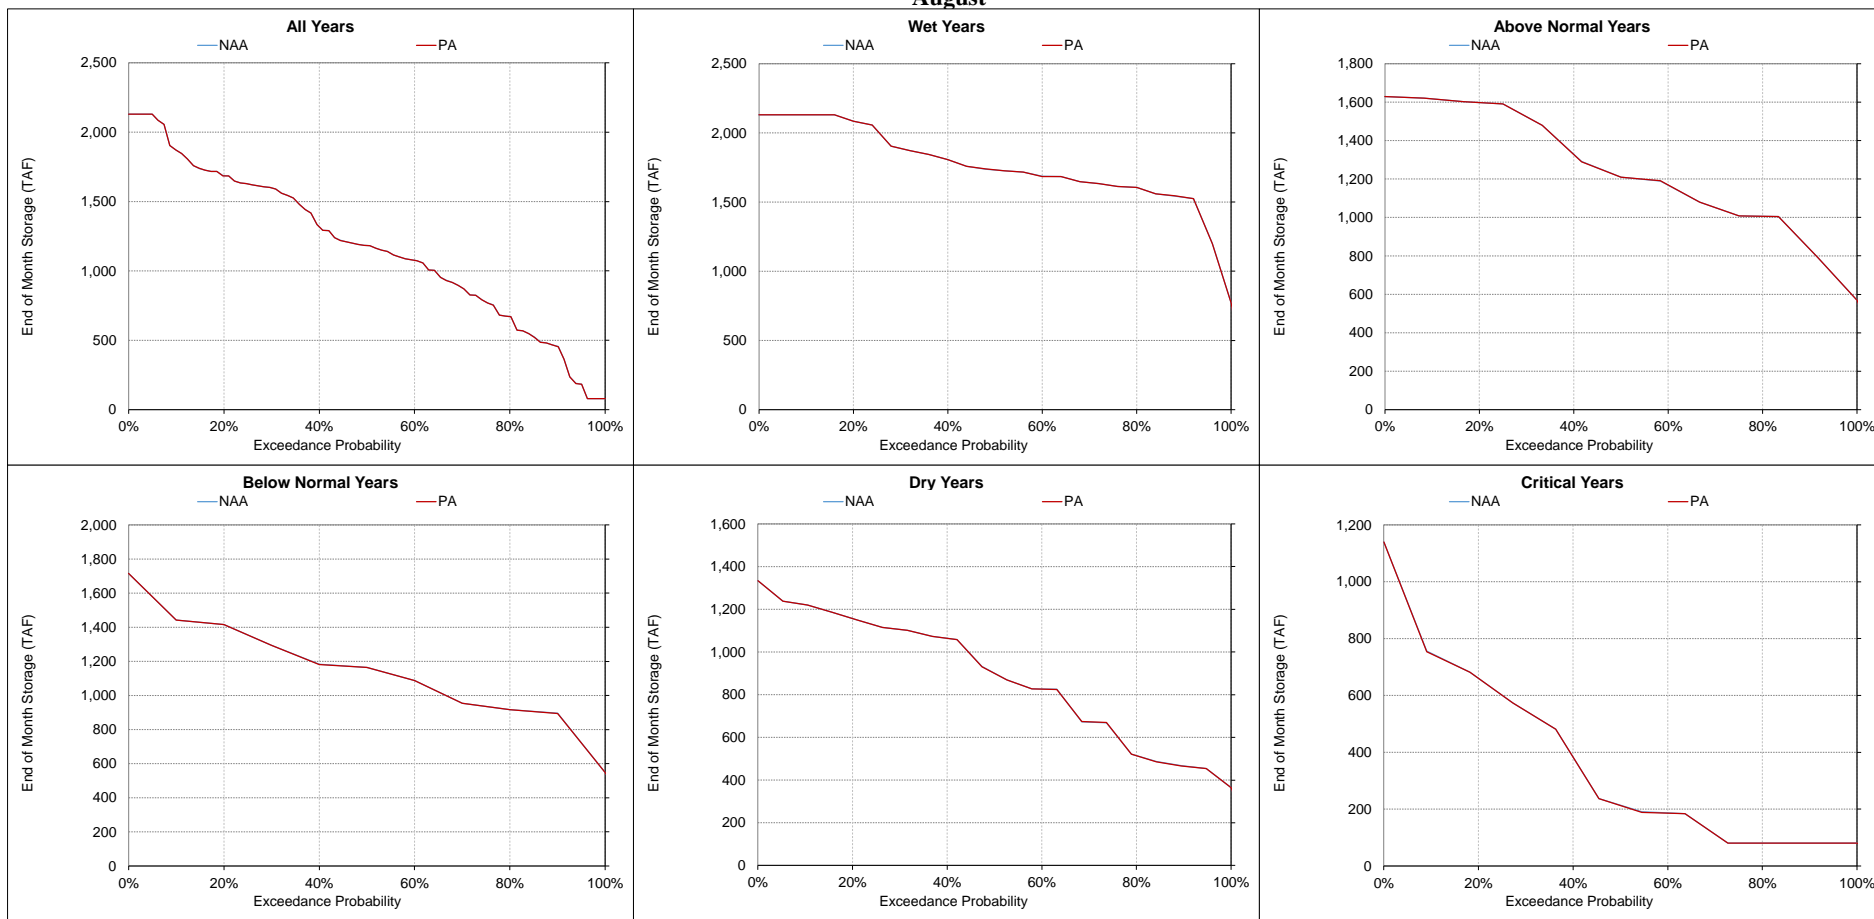 August
All Years
NAA PA
2,500
2,000
1,500
1,000
500
0
0% 20% 40% 60% 80% 100%
Exceedance Probability
End of Month Storage (TAF)
Wet Years
NAA PA
2,500
2,000
1,500
1,000
500
0
0% 20% 40% 60% 80% 100%
Exceedance Probability
End of Month Storage (TAF)
Above Normal Years
NAA PA
1,800
1,600
1,400
1,200
1,000
800
600
400
200
0
0% 20% 40% 60% 80% 100%
Exceedance Probability
End of Month Storage (TAF)
Below Normal Years
NAA PA
2,000
1,800
1,600
1,400
1,200
1,000
800
600
400
200
0
0% 20% 40% 60% 80% 100%
Exceedance Probability
End of Month Storage (TAF)
Dry Years
NAA PA
1,600
1,400
1,200
1,000
800
600
400
200
0
0% 20% 40% 60% 80% 100%
Exceedance Probability
End of Month Storage (TAF)
Critical Years
NAA PA
1,200
1,000
800
600
400
200
0
0% 20% 40% 60% 80% 100%
Exceedance Probability
End of Month Storage (TAF)